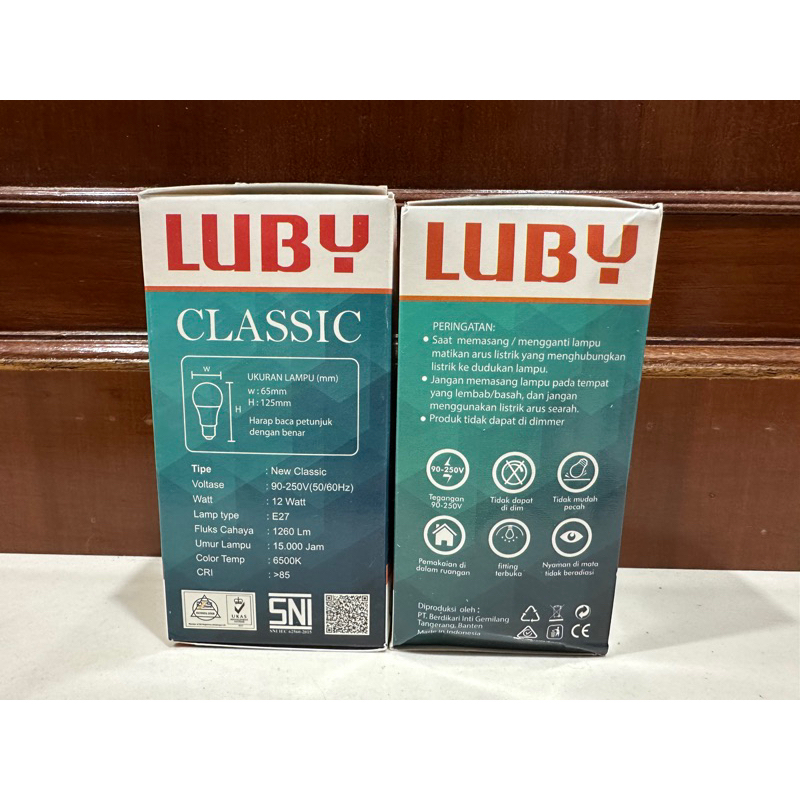 LUBY
CLASSIC
W
H
UKURAN LAMPU (mm)
w : 65mm
H : 125mm
Harap baca petunjuk
dengan benar
Tipe : New Classic
Voltase : 90-250V(50/60Hz)
Watt : 12 Watt
Lamp type : E27
Fluks Cahaya : 1260 Lm
Umur Lampu : 15.000 Jam
Color Temp : 6500K
CRI : >85
UKAS
SNI
SNI IEC 62560:2015
LUBY
PERINGATAN:
• Saat memasang / mengganti lampu
matikan arus listrik yang menghubungkan
listrik ke dudukan lampu.
• Jangan memasang lampu pada tempat
yang lembab/basah, dan jangan
menggunakan listrik arus searah.
• Produk tidak dapat di dimmer
90-250V
Tegangan
90-250V
Tidak dapat
di dim
Tidak mudah
pecah
Pemakaian di
dalam ruangan
fitting
terbuka
Nyaman di mata
tidak beradiasi
Diproduksi oleh :
PT. Berdikari Inti Gemilang
Tangerang, Banten
Made in Indonesia
CE